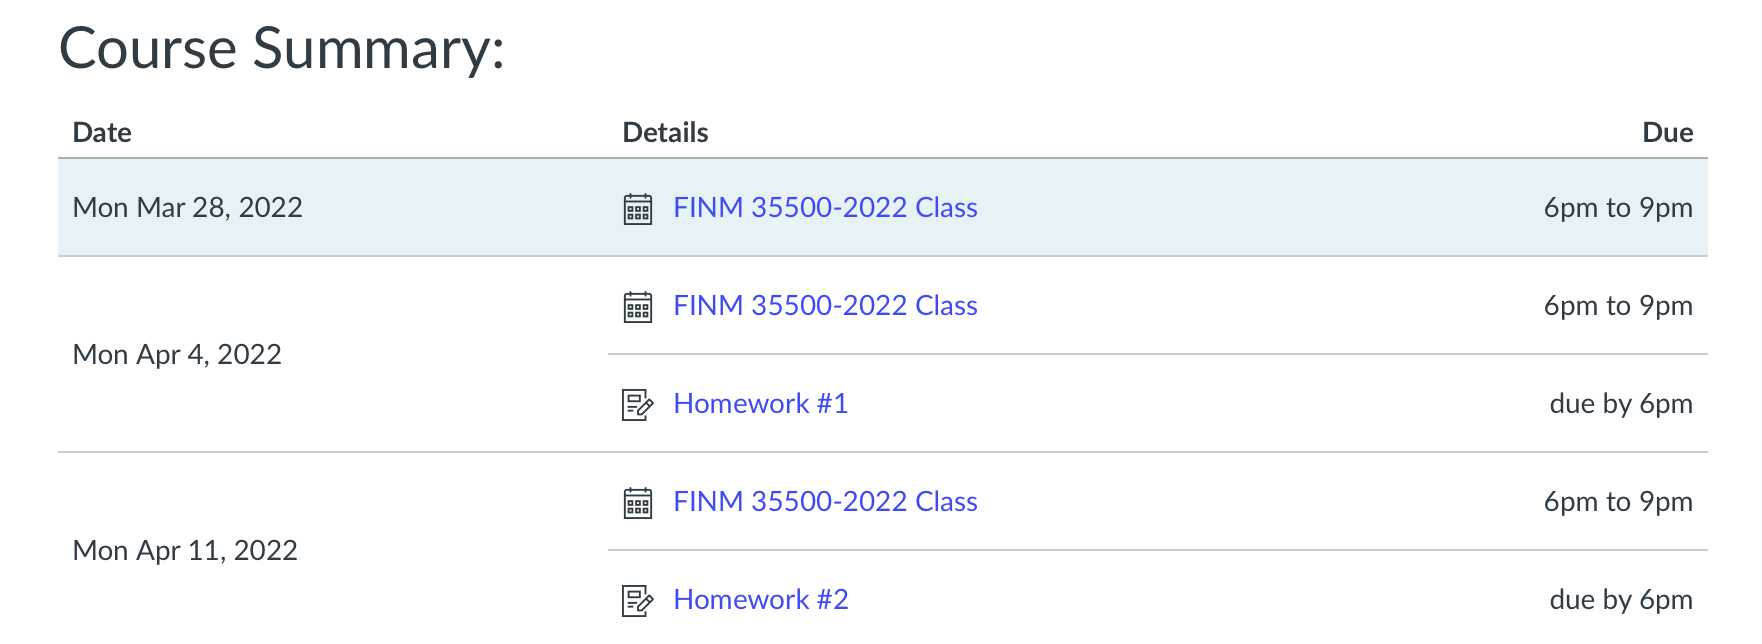 Course Summary:
Date Details Due
Mon Mar 28, 2022 FINM 35500-2022 Class 6pm to 9pm
Mon Apr 4, 2022
FINM 35500-2022 Class 6pm to 9pm
Homework #1 due by 6pm
Mon Apr 11, 2022
FINM 35500-2022 Class 6pm to 9pm
Homework #2 due by 6pm